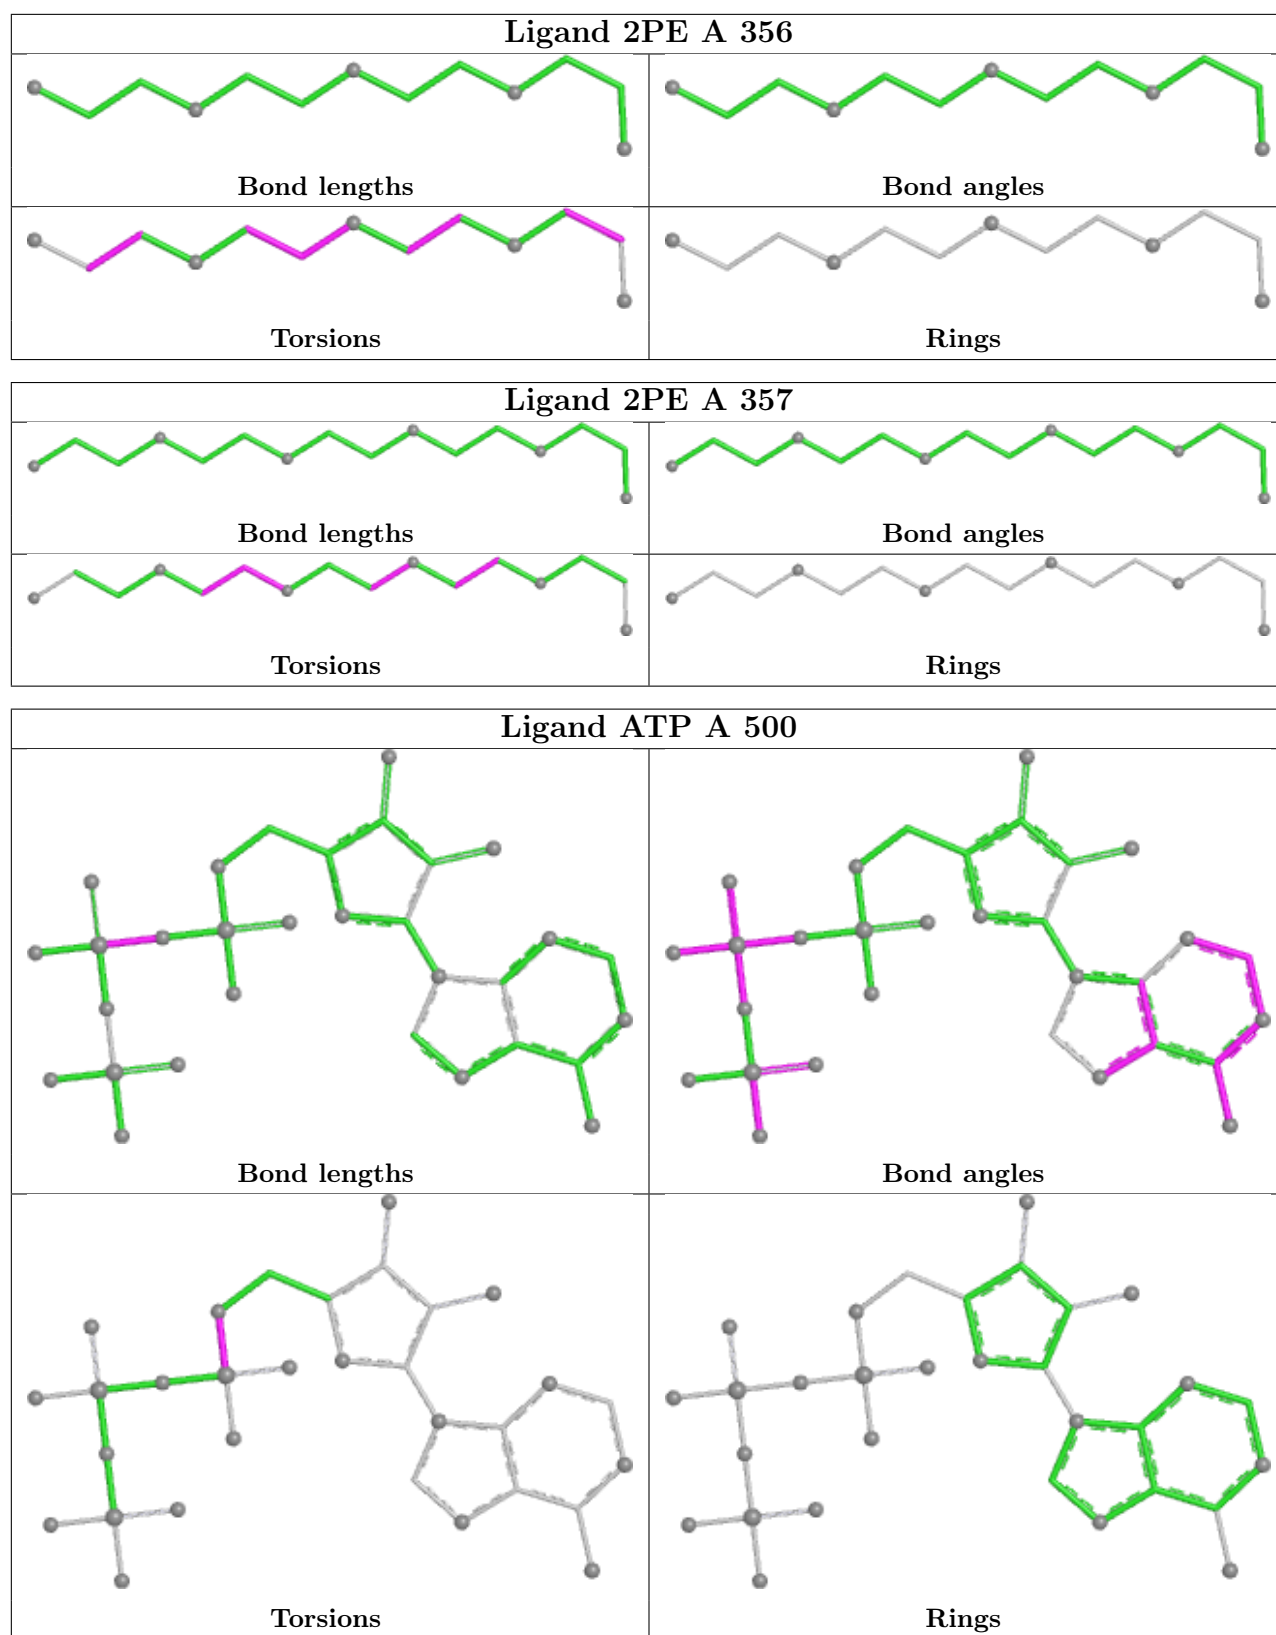 Ligand 2PE A 356
Bond lengths
Bond angles
Torsions
Rings
Ligand 2PE A 357
Bond lengths
Bond angles
Torsions
Rings
Ligand ATP A 500
Bond lengths
Bond angles
Torsions
Rings